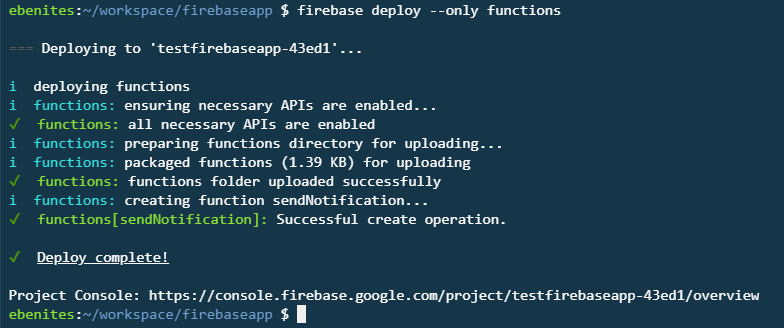 ebenites:~/workspace/firebaseapp $ firebase deploy --only functions
=== Deploying to 'testfirebaseapp-43ed1'...
i  deploying functions
i  functions: ensuring necessary APIs are enabled...
✓  functions: all necessary APIs are enabled
i  functions: preparing functions directory for uploading...
i  functions: packaged functions (1.39 KB) for uploading
✓  functions: functions folder uploaded successfully
i  functions: creating function sendNotification...
✓  functions[sendNotification]: Successful create operation.
✓  Deploy complete!
Project Console: https://console.firebase.google.com/project/testfirebaseapp-43ed1/overview
ebenites:~/workspace/firebaseapp $